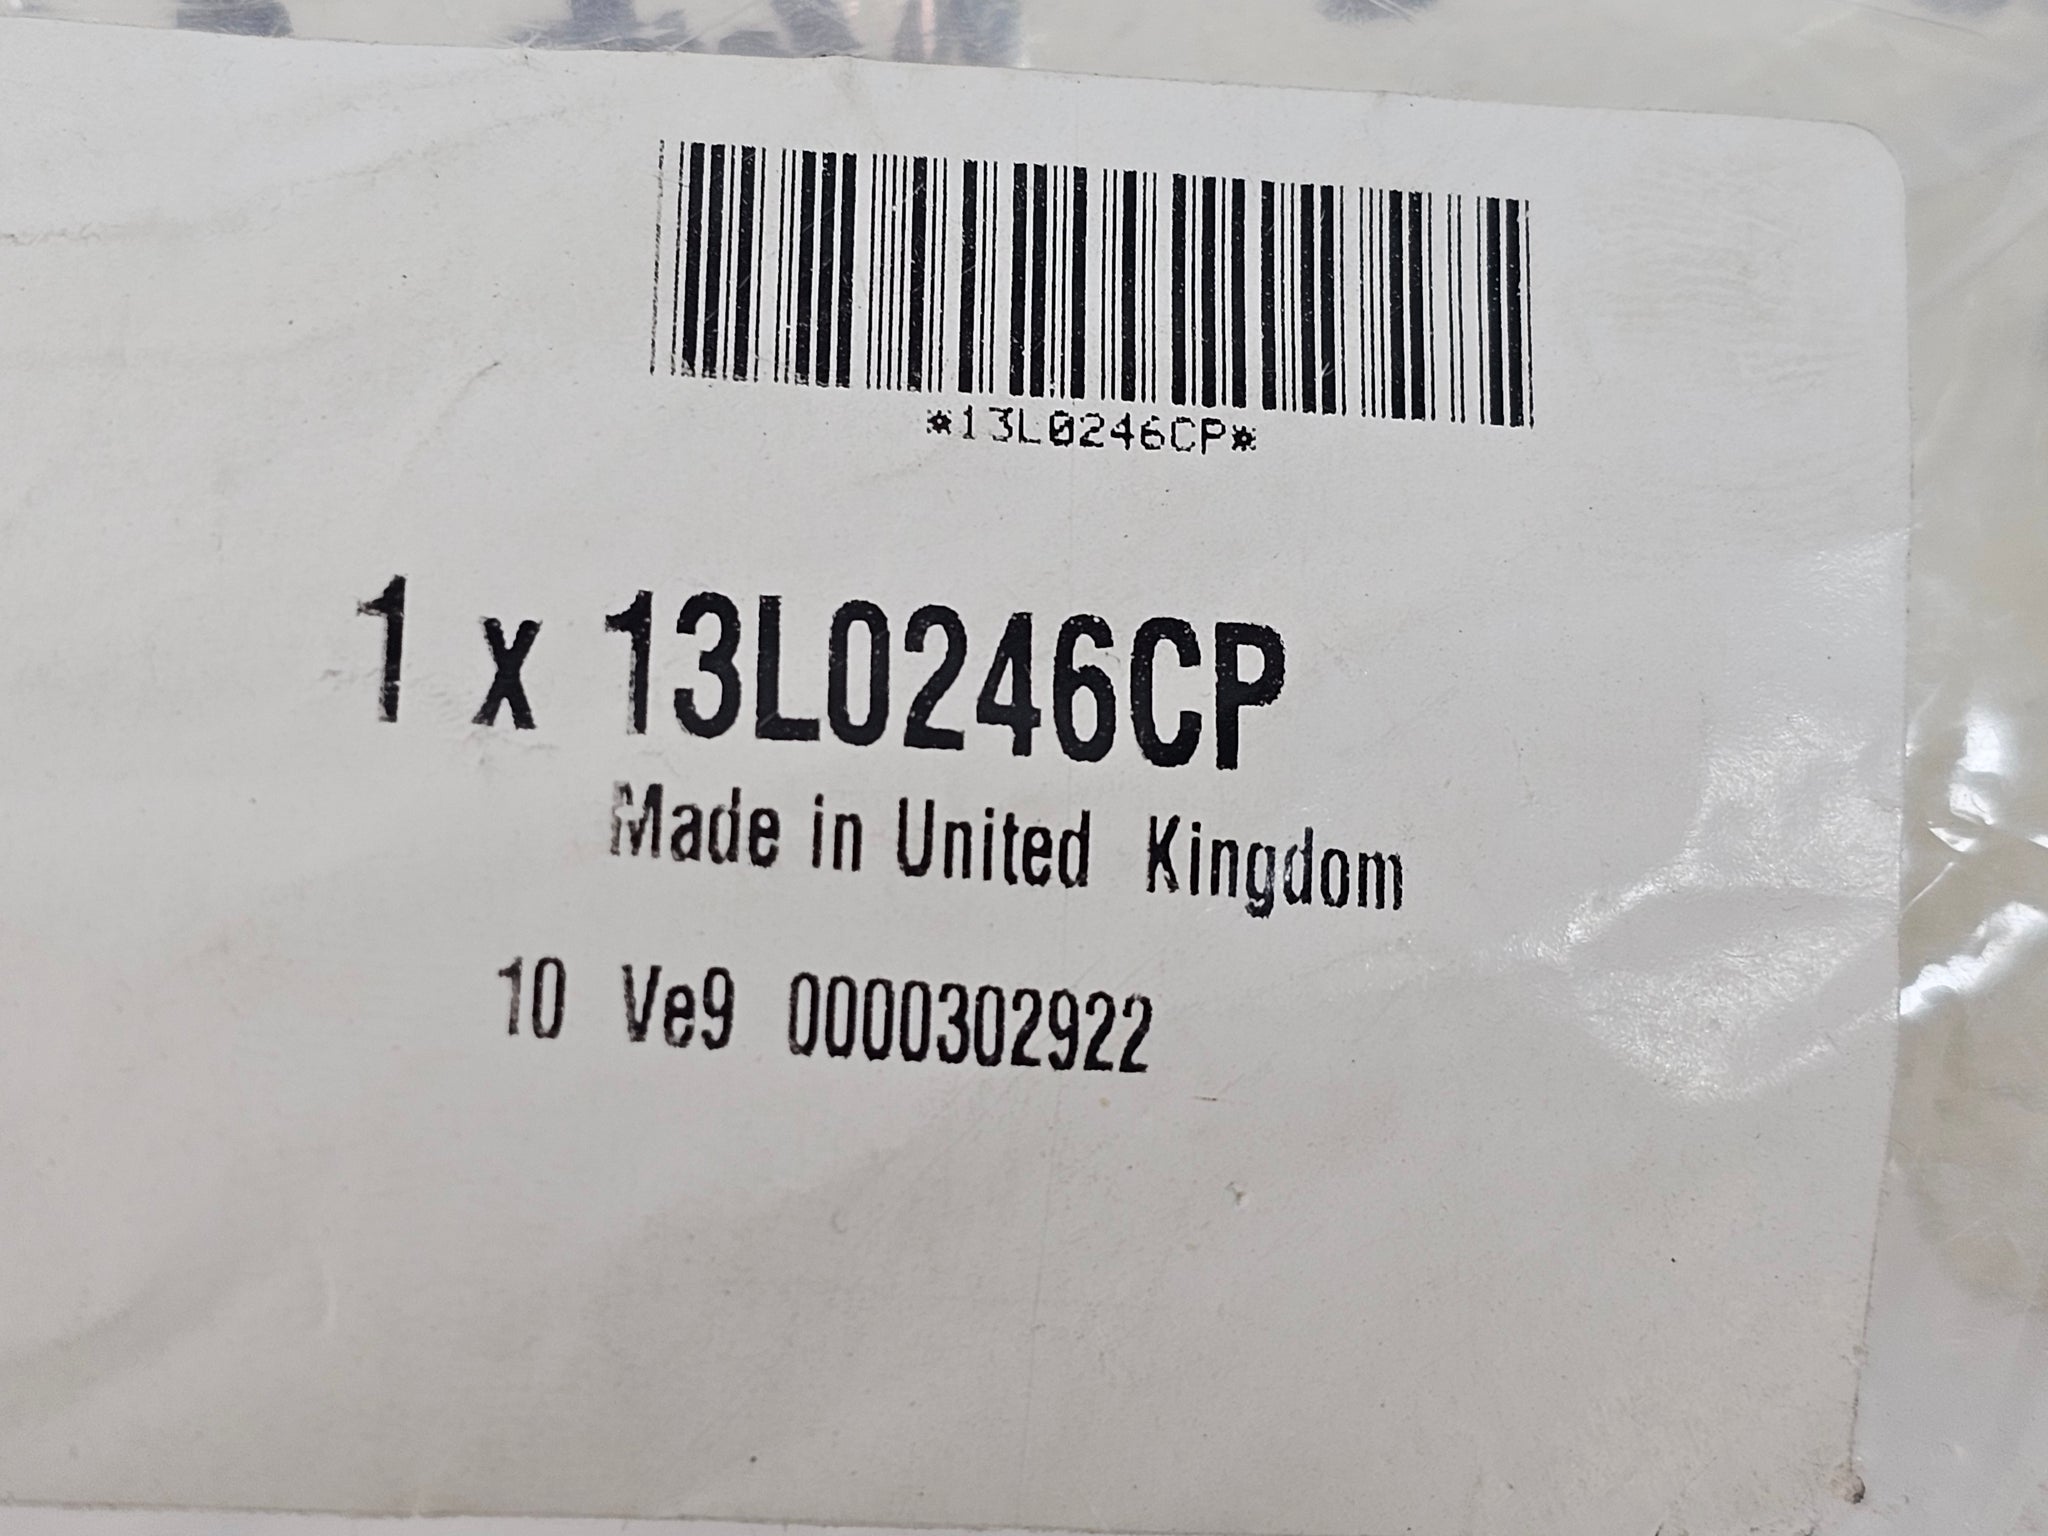 *13L0246CP*
1 x 13L0246CP
Made in United Kingdom
10 Ve9 0000302922